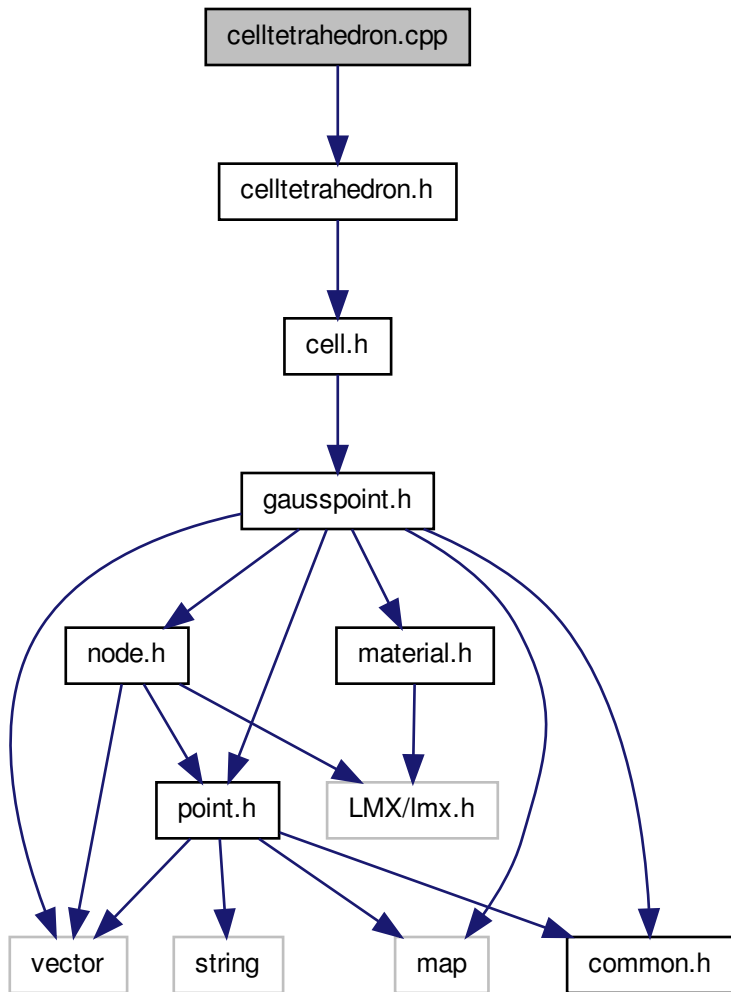 celltetrahedron.cpp
celltetrahedron.h
cell.h
gausspoint.h
node.h
material.h
point.h
LMX/lmx.h
vector
string
map
common.h